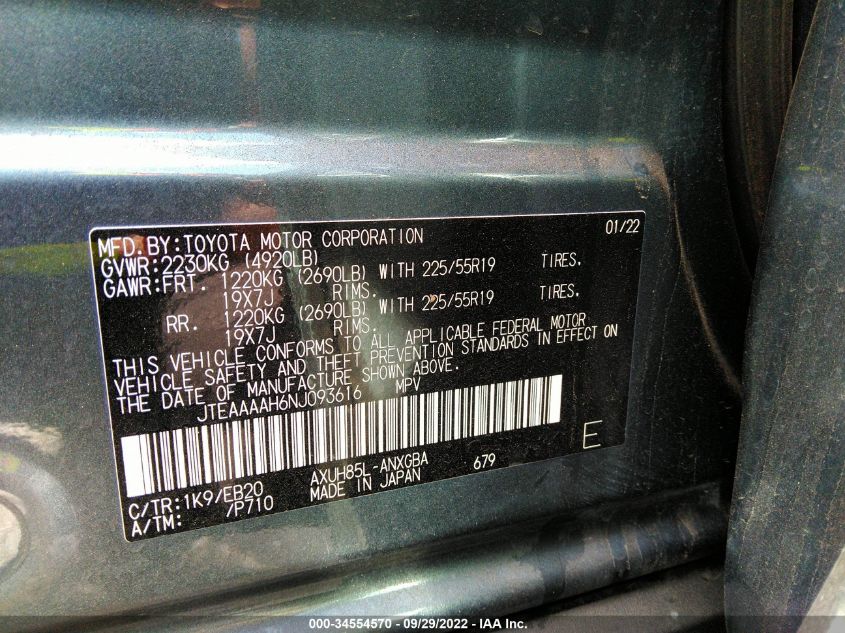 01/22
MFD.BY:TOYOTA MOTOR CORPORATION
GVWR:2230KG (4920LB)
GAWR:FRT. 1220KG (2690LB) WITH 225/55R19 TIRES,
19X7J RIMS.
RR. 1220KG (2690LB) WITH 225/55R19 TIRES,
19X7J RIMS.
THIS VEHICLE CONFORMS TO ALL APPLICABLE FEDERAL MOTOR
VEHICLE SAFETY AND THEFT PREVENTION STANDARDS IN EFFECT ON
THE DATE OF MANUFACTURE SHOWN ABOVE.
JTEAAAAH6NJ093616 MPV
E
C/TR:1K9/EB20 AXUH85L-ANXGBA 679
A/TM: /P710 MADE IN JAPAN
000-34554570 - 09/29/2022 - IAA Inc.